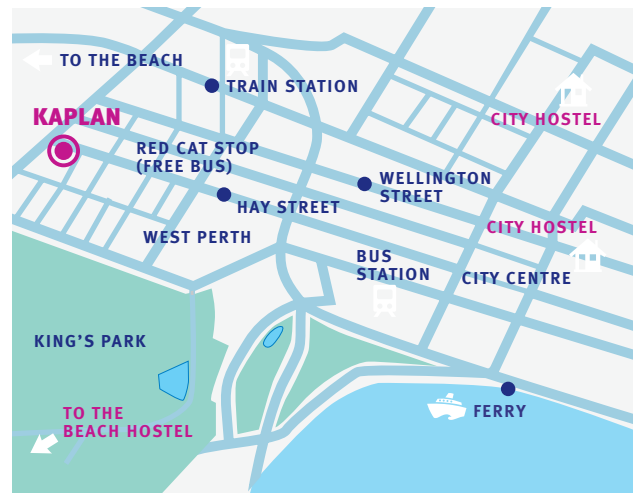 TO THE BEACH
TRAIN STATION
KAPLAN
CITY HOSTEL
RED CAT STOP
(FREE BUS)
WELLINGTON
STREET
HAY STREET
WEST PERTH
CITY HOSTEL
BUS
STATION
CITY CENTRE
KING'S PARK
TO THE
BEACH HOSTEL
FERRY